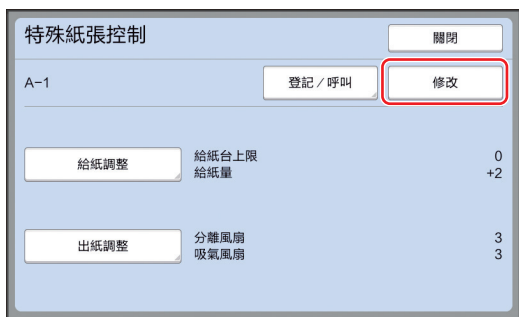 特殊紙張控制
關閉
A-1
登記／呼叫
修改
給紙調整
給紙台上限 0
給紙量 +2
出紙調整
分離風扇 3
吸氣風扇 3